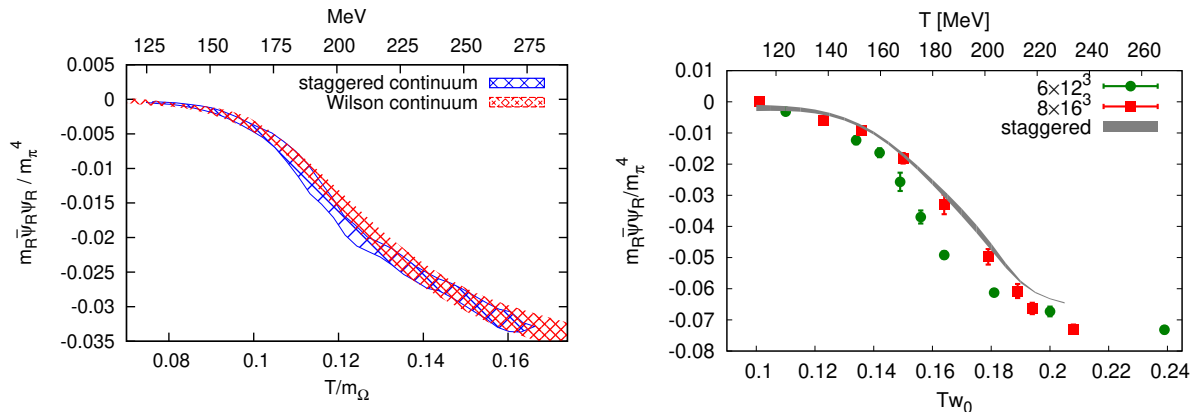 MeV
125 150 175 200 225 250 275
0.005
0
-0.005
-0.01
-0.015
-0.02
-0.025
-0.03
-0.035
m_R ψ̄_R ψ_R / m_π^4
staggered continuum
Wilson continuum
0.08 0.1 0.12 0.14 0.16
T/m_Ω
T [MeV]
120 140 160 180 200 220 240 260
0.01
0
-0.01
-0.02
-0.03
-0.04
-0.05
-0.06
-0.07
-0.08
m_R ψ̄ψ_R/m_π^4
6×12^3
8×16^3
staggered
0.1 0.12 0.14 0.16 0.18 0.2 0.22 0.24
Tw_0